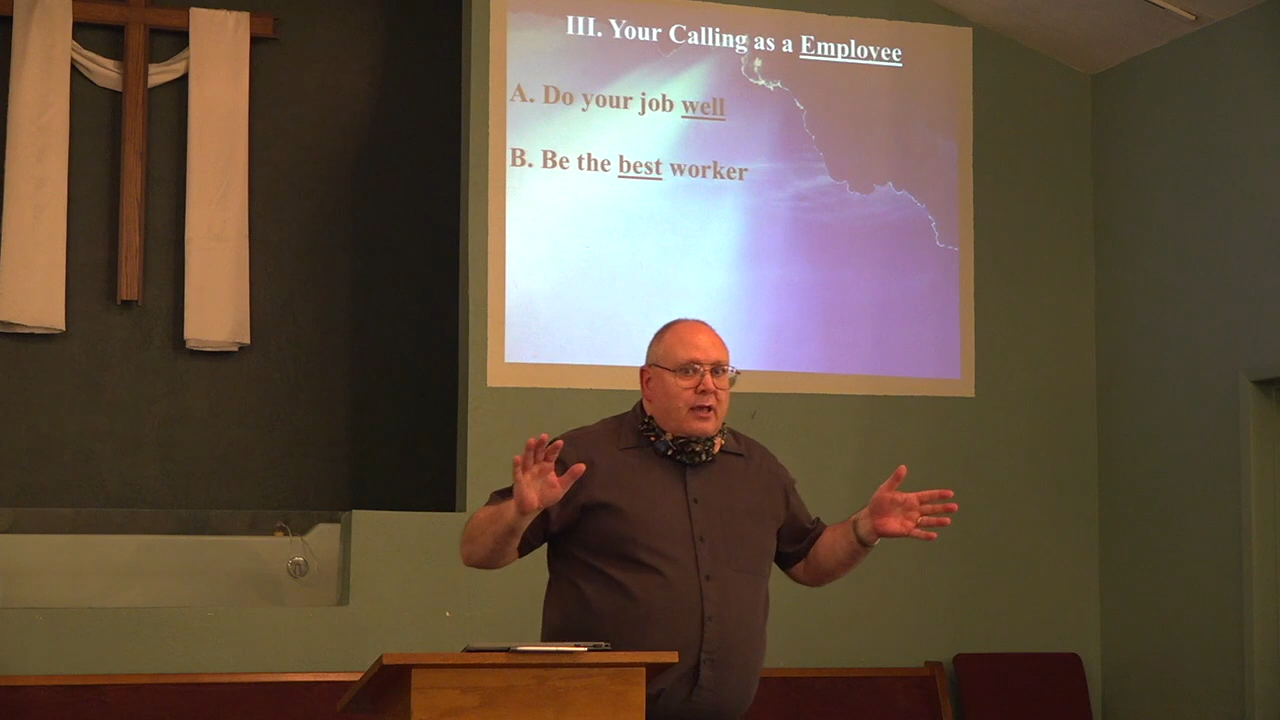 III. Your Calling as a Employee
A. Do your job well
B. Be the best worker